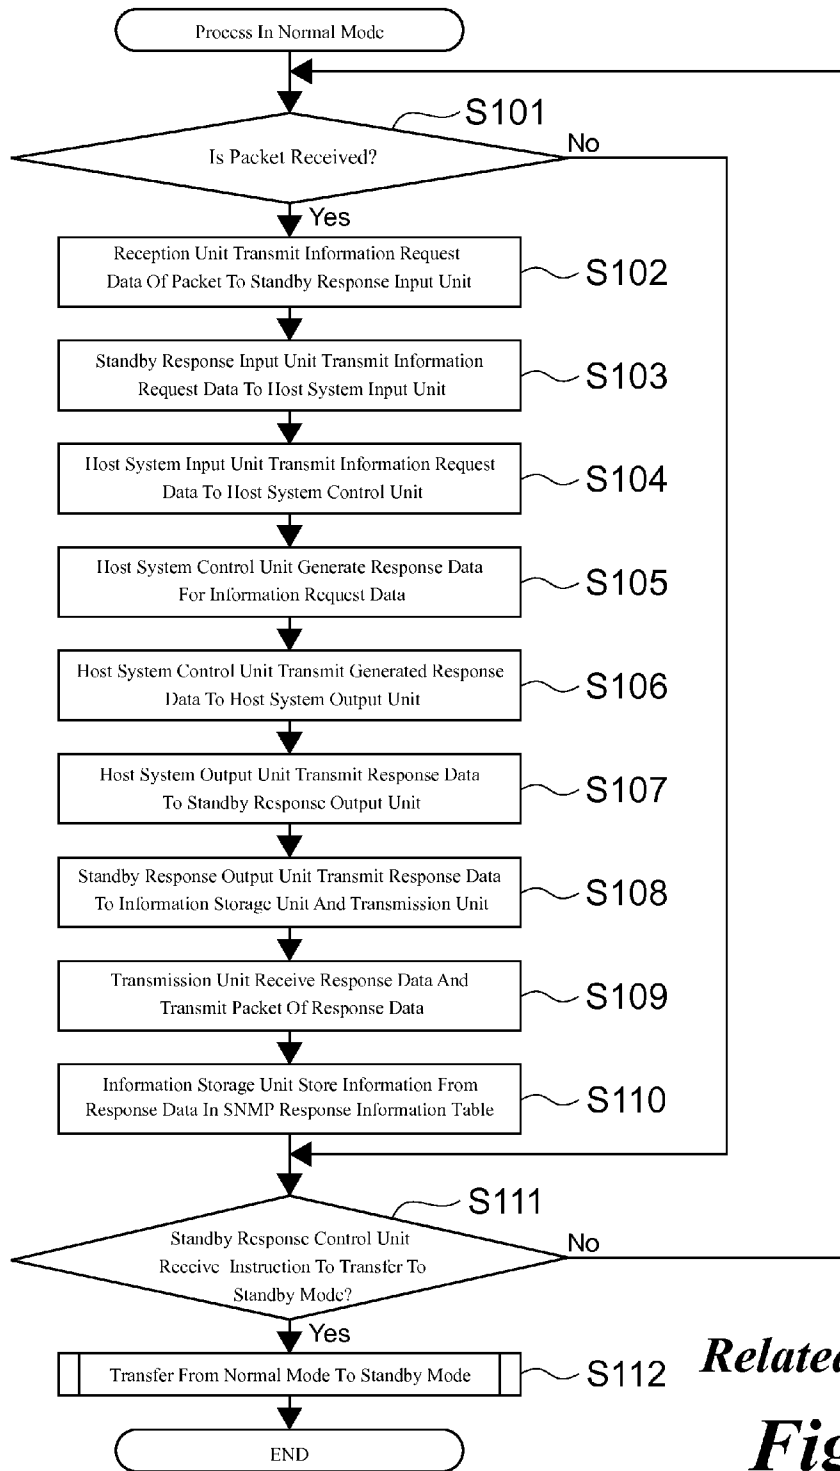 Process In Normal Mode
S101
Is Packet Received?
No
Yes
Reception Unit Transmit Information Request
Data Of Packet To Standby Response Input Unit
S102
Standby Response Input Unit Transmit Information
Request Data To Host System Input Unit
S103
Host System Input Unit Transmit Information Request
Data To Host System Control Unit
S104
Host System Control Unit Generate Response Data
For Information Request Data
S105
Host System Control Unit Transmit Generated Response
Data To Host System Output Unit
S106
Host System Output Unit Transmit Response Data
To Standby Response Output Unit
S107
Standby Response Output Unit Transmit Response Data
To Information Storage Unit And Transmission Unit
S108
Transmission Unit Receive Response Data And
Transmit Packet Of Response Data
S109
Information Storage Unit Store Information From
Response Data In SNMP Response Information Table
S110
S111
Standby Response Control Unit
Receive Instruction To Transfer To
Standby Mode?
No
Yes
Transfer From Normal Mode To Standby Mode
S112
END
Related
Fig